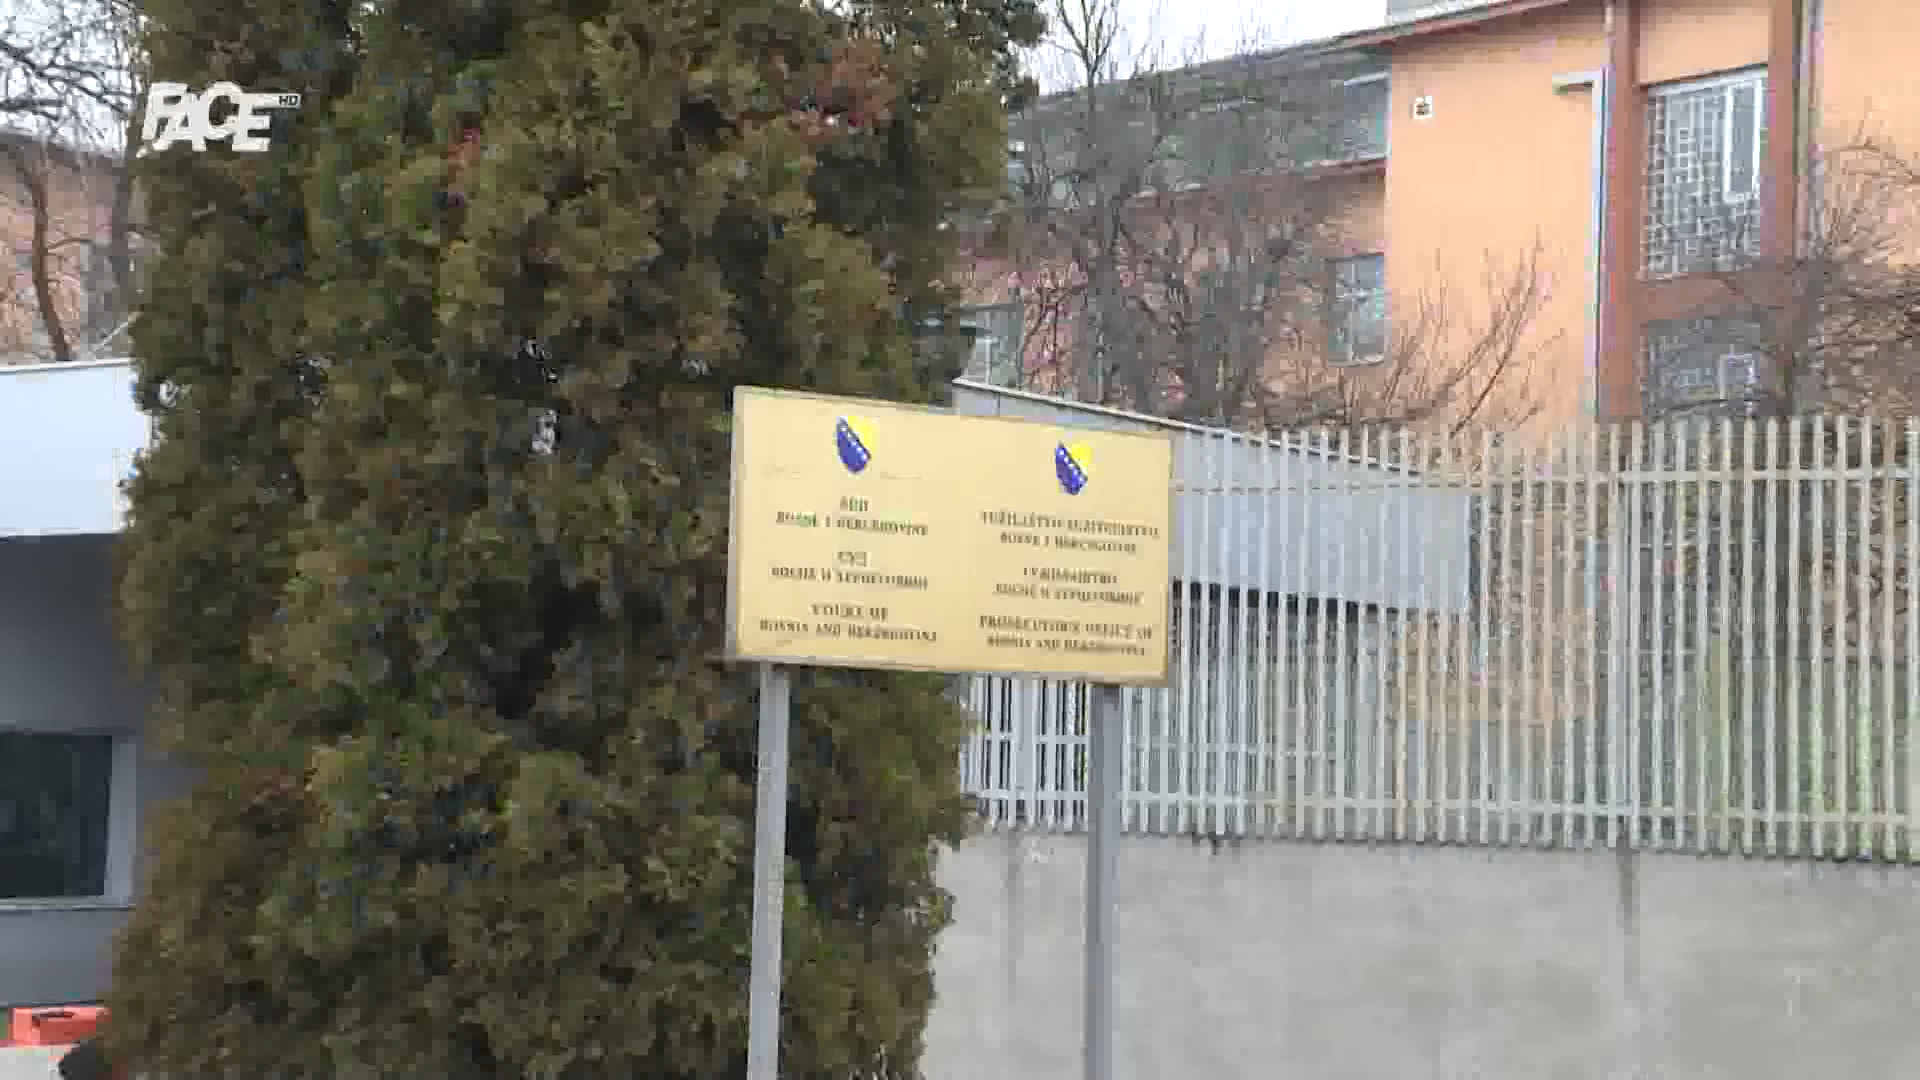 FACE HD
SUD
BOSNE I HERCEGOVINE
СУД
БОСНЕ И ХЕРЦЕГОВИНЕ
COURT OF
BOSNIA AND HERZEGOVINA
TUŽILAŠTVO/TUŽITELJSTVO
BOSNE I HERCEGOVINE
ТУЖИЛАШТВО
БОСНЕ И ХЕРЦЕГОВИНЕ
PROSECUTOR'S OFFICE OF
BOSNIA AND HERZEGOVINA